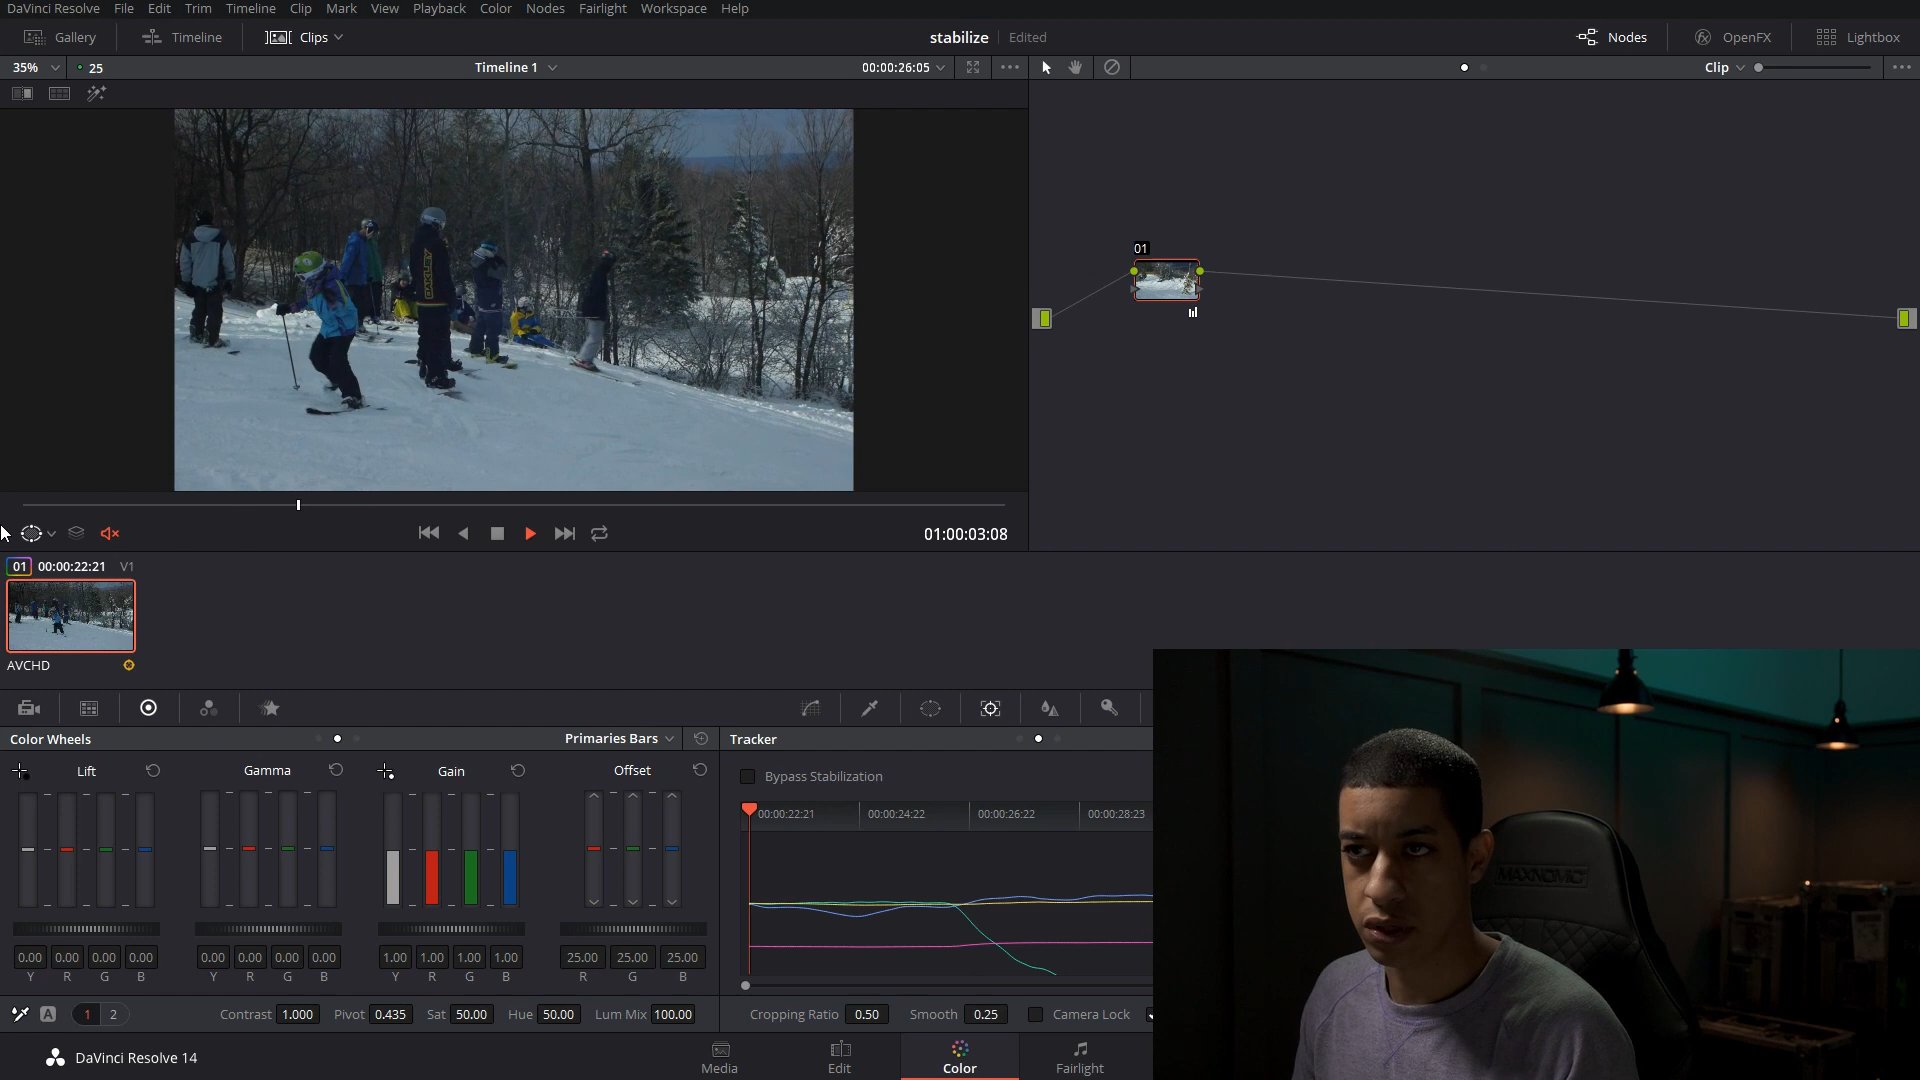 DaVinci Resolve File Edit Trim Timeline Clip Mark View Playback Color Nodes Fairlight Workspace Help
Gallery Timeline Clips stabilize Edited Nodes OpenFX Lightbox
35% 25 Timeline 1 00:00:26:05 Clip
01
OAKLEY
01:00:03:08
01 00:00:22:21 V1
AVCHD
Color Wheels Primaries Bars Tracker
Lift Gamma Gain Offset Bypass Stabilization
00:00:22:21 00:00:24:22 00:00:26:22 00:00:28:23
MAXNOMIC
0.00 0.00 0.00 0.00 0.00 0.00 0.00 0.00 1.00 1.00 1.00 1.00 25.00 25.00 25.00
Y R G B Y R G B Y R G B R G B
A 1 2 Contrast 1.000 Pivot 0.435 Sat 50.00 Hue 50.00 Lum Mix 100.00 Cropping Ratio 0.50 Smooth 0.25 Camera Lock
DaVinci Resolve 14 Media Edit Color Fairlight